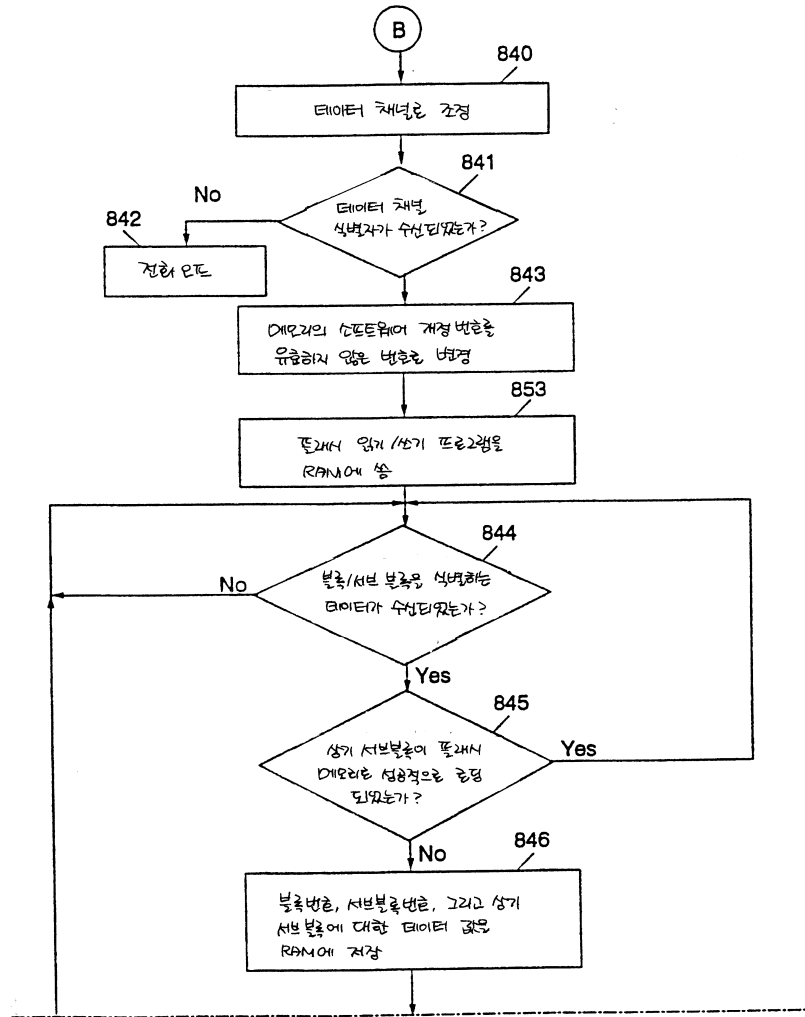 B
840
데이터 채널로 조정
841
No
데이터 채널
식별자가 수신되었는가?
842
전화 모드
843
메모리의 소프트웨어 개정 번호를
유효하지 않은 번호로 변경
853
플래시 읽기/쓰기 프로그램을
RAM에 씀
844
블록/서브 블록을 식별하는
데이터가 수신되었는가?
No
Yes
845
상기 서브블록이 플래시
메모리로 성공적으로 로딩
되었는가?
Yes
No
846
블록번호, 서브블록번호, 그리고 상기
서브블록에 대한 데이터 값을
RAM에 저장